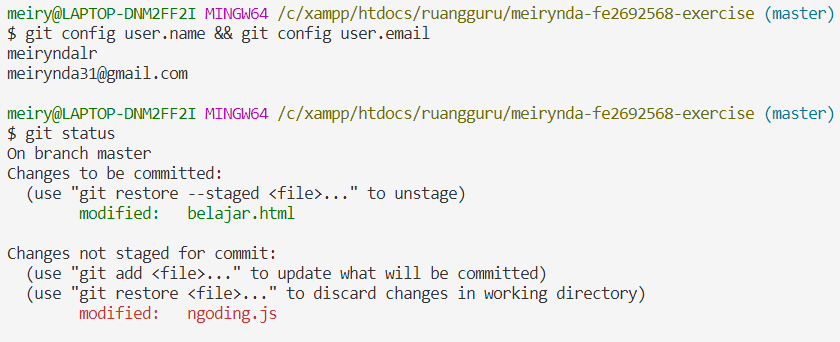 meiry@LAPTOP-DNM2FF2I MINGW64 /c/xampp/htdocs/ruangguru/meirynda-fe2692568-exercise (master)
$ git config user.name && git config user.email
meiryndalr
meirynda31@gmail.com
meiry@LAPTOP-DNM2FF2I MINGW64 /c/xampp/htdocs/ruangguru/meirynda-fe2692568-exercise (master)
$ git status
On branch master
Changes to be committed:
  (use "git restore --staged <file>..." to unstage)
        modified:   belajar.html
Changes not staged for commit:
  (use "git add <file>..." to update what will be committed)
  (use "git restore <file>..." to discard changes in working directory)
        modified:   ngoding.js